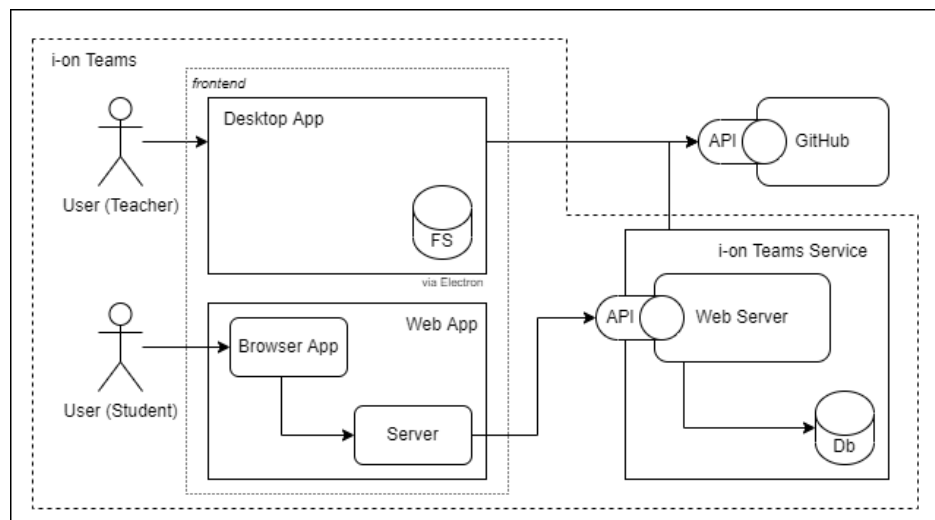 i-on Teams
frontend
Desktop App
User (Teacher)
FS
via Electron
API
GitHub
i-on Teams Service
API
Web Server
Db
Web App
Browser App
Server
User (Student)